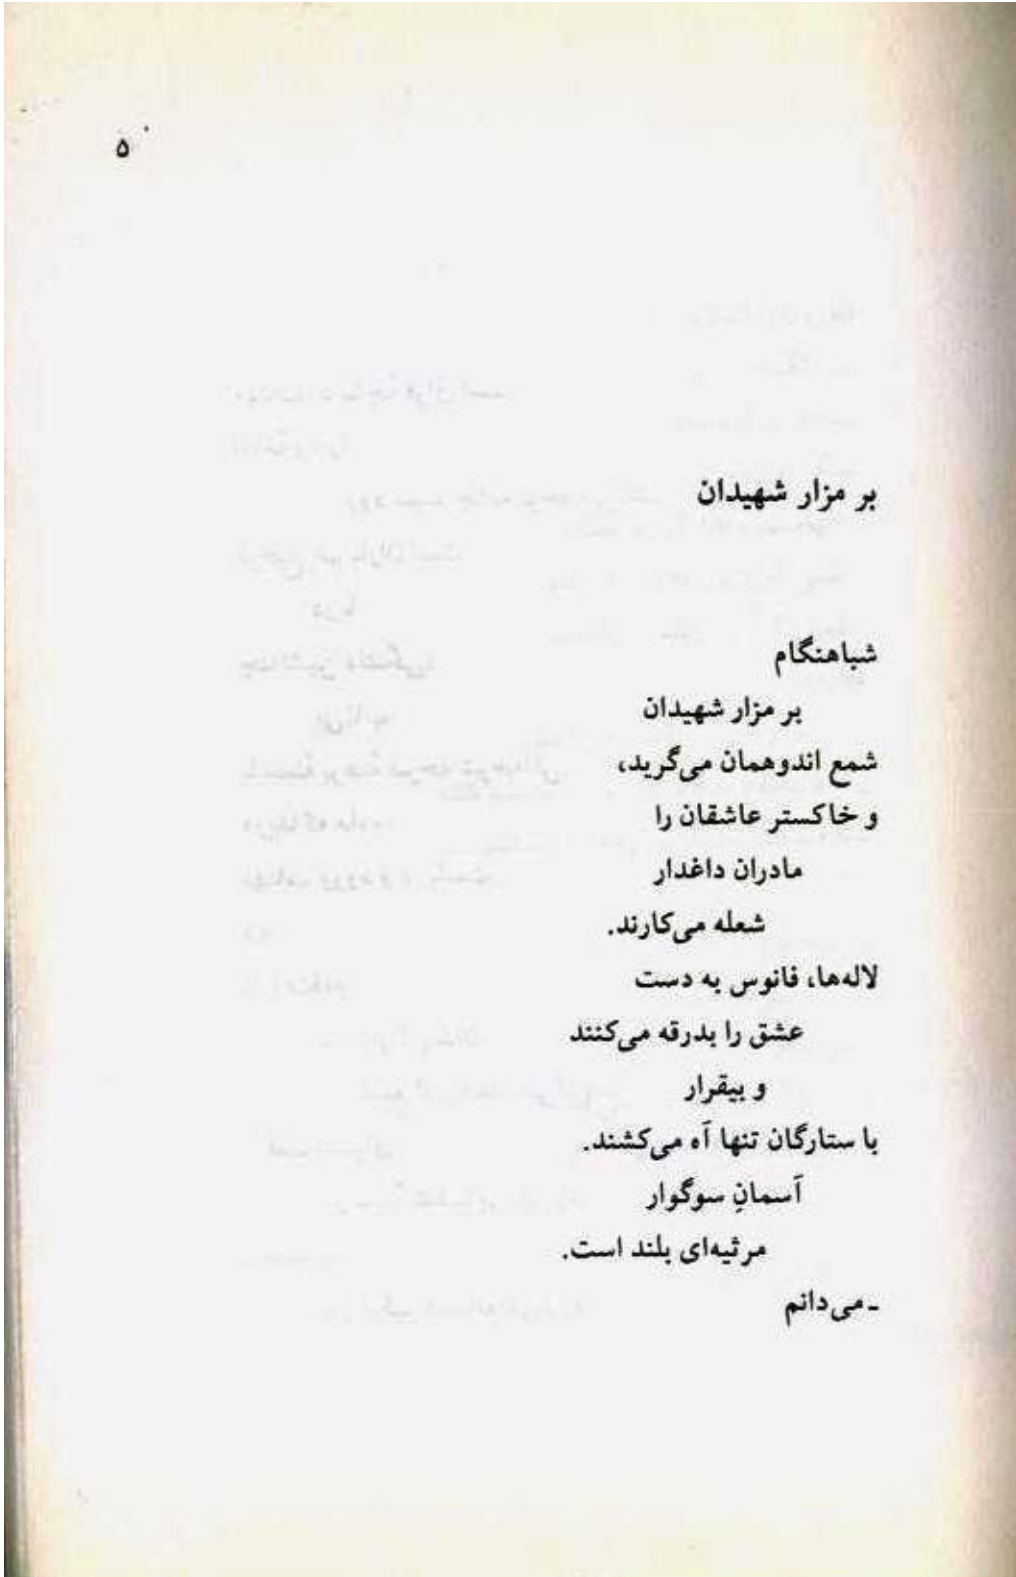 ۵
بر مزار شهیدان
شباهنگام
بر مزار شهیدان
شمع اندوهمان می‌گرید،
و خاکستر عاشقان را
مادران داغدار
شعله می‌کارند.
لاله‌ها، فانوس به دست
عشق را بدرقه می‌کنند
و بیقرار
با ستارگان تنها آه می‌کشند.
آسمانِ سوگوار
مرثیه‌ای بلند است.
ـ می‌دانم